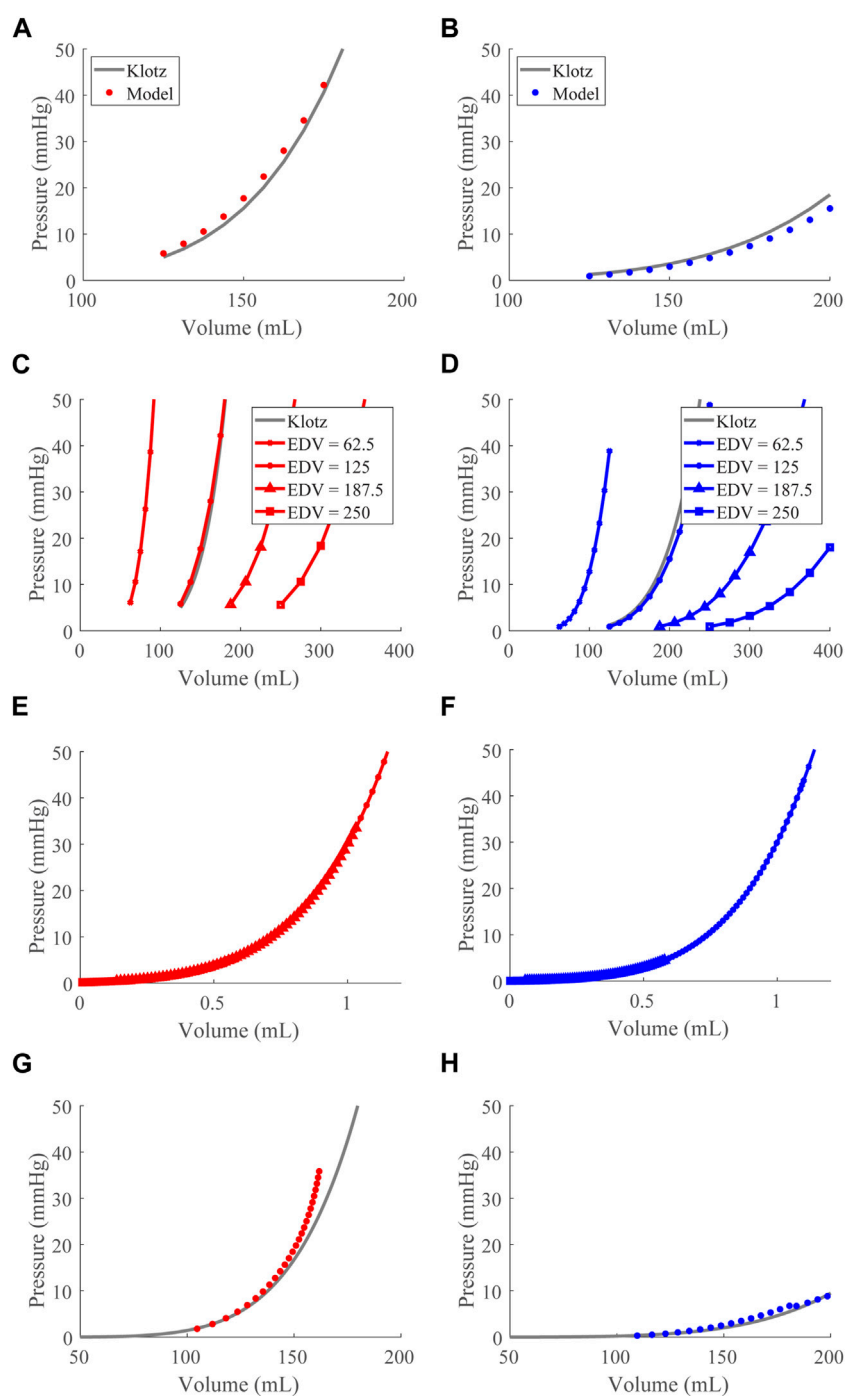 A
50
40
30
20
10
0
Pressure (mmHg)
Klotz
Model
100
150
200
Volume (mL)
B
50
40
30
20
10
0
Pressure (mmHg)
Klotz
Model
100
150
200
Volume (mL)
C
50
40
30
20
10
0
Pressure (mmHg)
Klotz
EDV = 62.5
EDV = 125
EDV = 187.5
EDV = 250
0
100
200
300
400
Volume (mL)
D
50
40
30
20
10
0
Pressure (mmHg)
Klotz
EDV = 62.5
EDV = 125
EDV = 187.5
EDV = 250
0
100
200
300
400
Volume (mL)
E
50
40
30
20
10
0
Pressure (mmHg)
0
0.5
1
Volume (mL)
F
50
40
30
20
10
0
Pressure (mmHg)
0
0.5
1
Volume (mL)
G
50
40
30
20
10
0
Pressure (mmHg)
50
100
150
200
Volume (mL)
H
50
40
30
20
10
0
Pressure (mmHg)
50
100
150
200
Volume (mL)